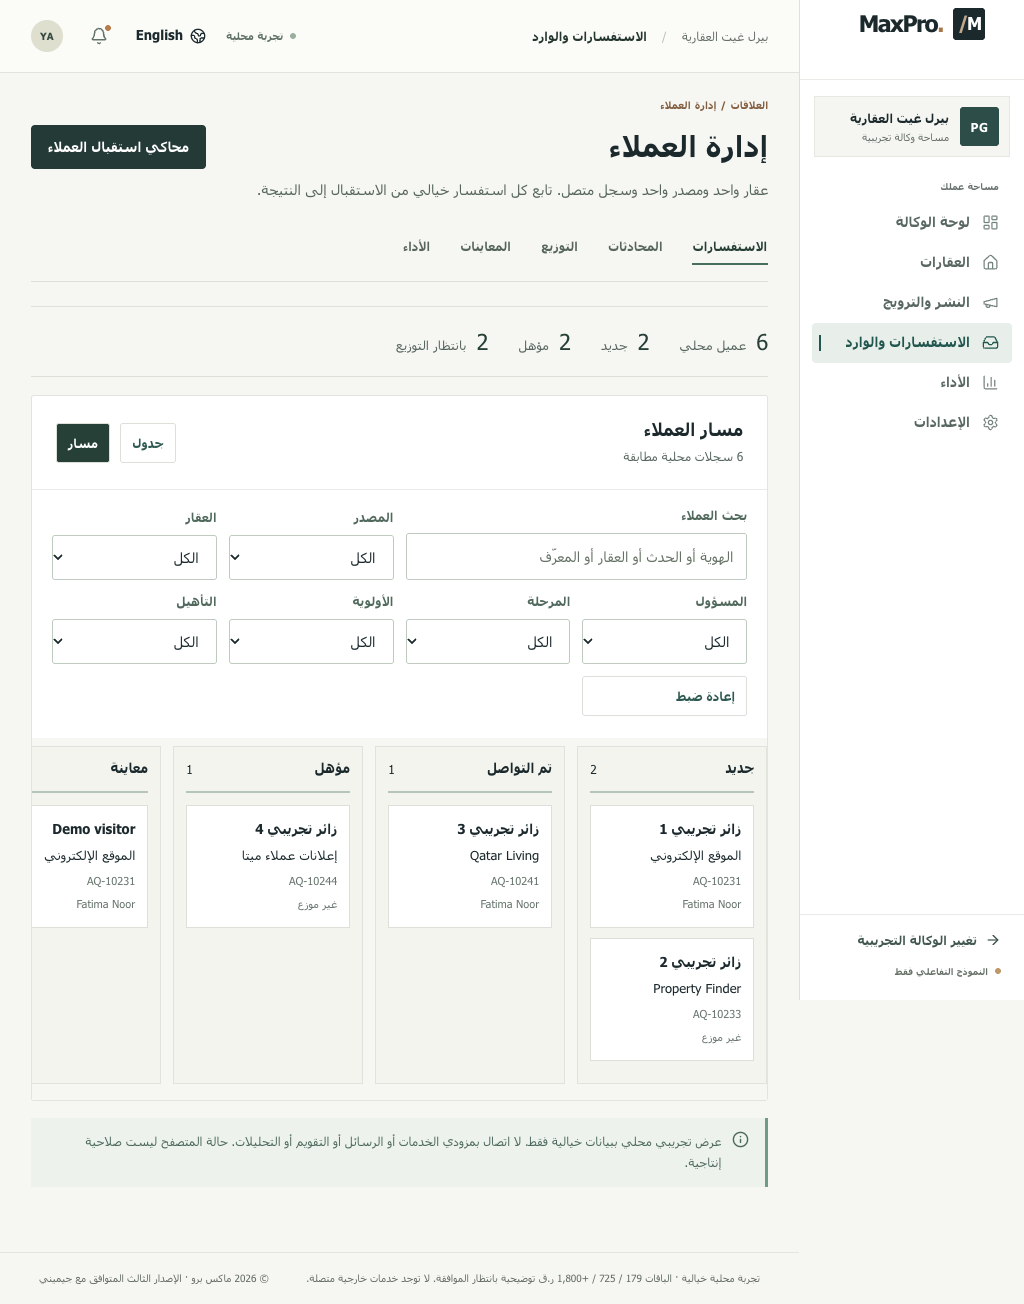 MaxPro.
/M
PG
بيرل غيت العقارية
مساحة وكالة تجريبية
مساحة عملك
لوحة الوكالة
العقارات
النشر والترويج
الاستفسارات والوارد
الأداء
الإعدادات
تغيير الوكالة التجريبية
النموذج التفاعلي فقط
بيرل غيت العقارية / الاستفسارات والوارد
تجربة محلية
English
YA
العلاقات / إدارة العملاء
إدارة العملاء
محاكي استقبال العملاء
عقار واحد ومصدر واحد وسجل متصل. تابع كل استفسار خيالي من الاستقبال إلى النتيجة.
الاستفسارات المحادثات التوزيع المعاينات الأداء
6 عميل محلي 2 جديد 2 مؤهل 2 بانتظار التوزيع
مسار العملاء
6 سجلات محلية مطابقة
جدول مسار
بحث العملاء المصدر العقار
الهوية أو الحدث أو العقار أو المعرّف الكل الكل
المسؤول المرحلة الأولوية التأهيل
الكل الكل الكل الكل
إعادة ضبط
جديد 2
زائر تجريبي 1
الموقع الإلكتروني
AQ-10231
Fatima Noor
زائر تجريبي 2
Property Finder
AQ-10233
غير موزع
تم التواصل 1
زائر تجريبي 3
Qatar Living
AQ-10241
Fatima Noor
مؤهل 1
زائر تجريبي 4
إعلانات عملاء ميتا
AQ-10244
غير موزع
معاينة
Demo visitor
الموقع الإلكتروني
AQ-10231
Fatima Noor
عرض تجريبي محلي ببيانات خيالية فقط. لا اتصال بمزودي الخدمات أو الرسائل أو التقويم أو التحليلات. حالة المتصفح ليست صلاحية
إنتاجية.
تجربة محلية خيالية · الباقات 179 / 725 / +1,800 ر.ق توضيحية بانتظار الموافقة. لا توجد خدمات خارجية متصلة.
© 2026 ماكس برو · الإصدار الثالث المتوافق مع جيميني